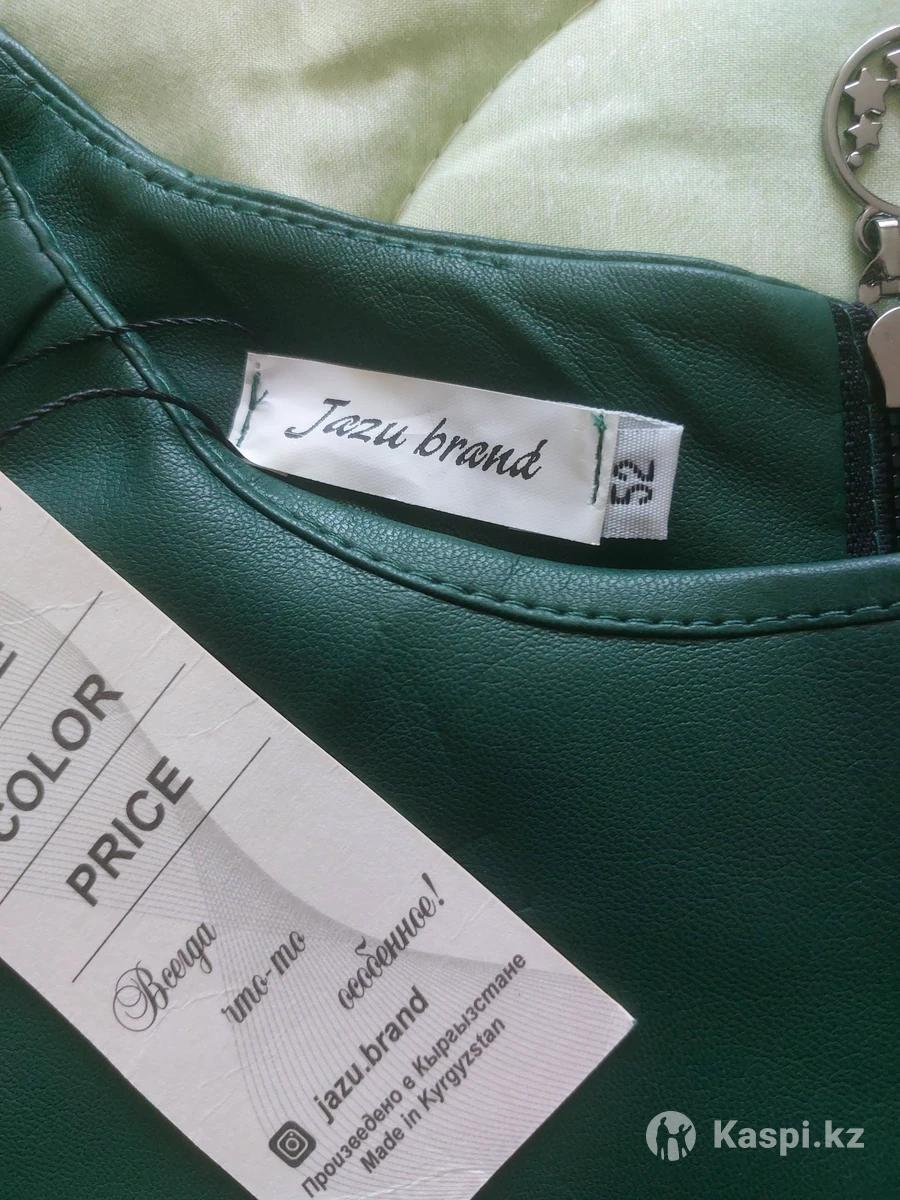 Jazu brand
52
COLOR
PRICE
Всегда
что-то
особенное!
jazu.brand
Произведено е Кыргызстане
Made in Kyrgyzstan
Kaspi.kz